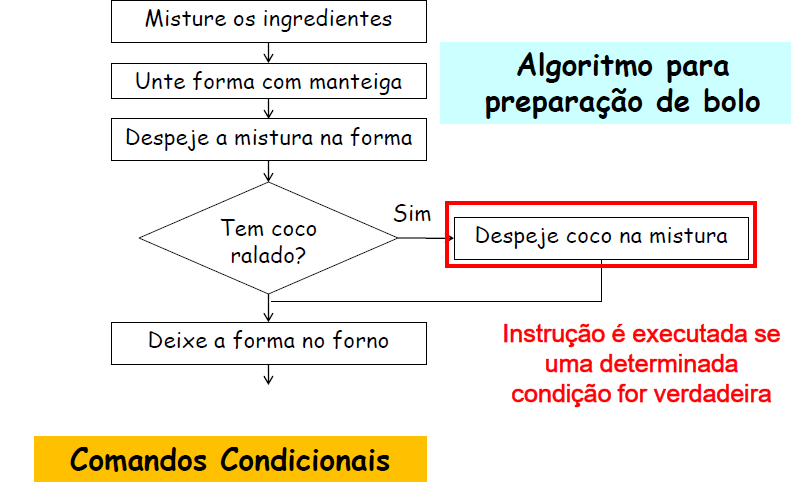 Misture os ingredientes
Unte forma com manteiga
Algoritmo para
preparação de bolo
Despeje a mistura na forma
Tem coco
ralado?
Sim
Despeje coco na mistura
Deixe a forma no forno
Instrução é executada se
uma determinada
condição for verdadeira
Comandos Condicionais